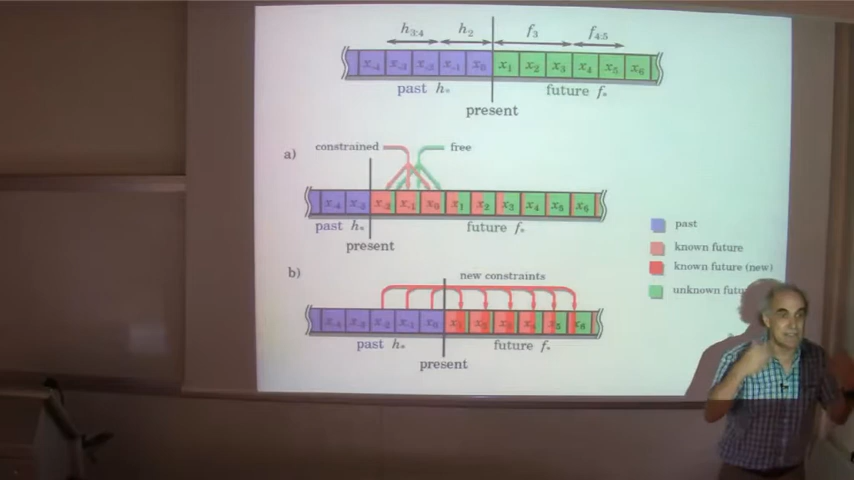 h3:4 h2 f3 f4:5
x-4 x-3 x-2 x-1 x0 x1 x2 x3 x4 x5 x6
past h. future f.
present
constrained free
a)
x-4 x-3 x-2 x-1 x0 x1 x2 x3 x4 x5 x6
past h. future f.
present
b) new constraints
x-4 x-3 x-2 x-1 x0 x1 x2 x3 x4 x5 x6
past h. future f.
present
past
known future
known future (new)
unknown